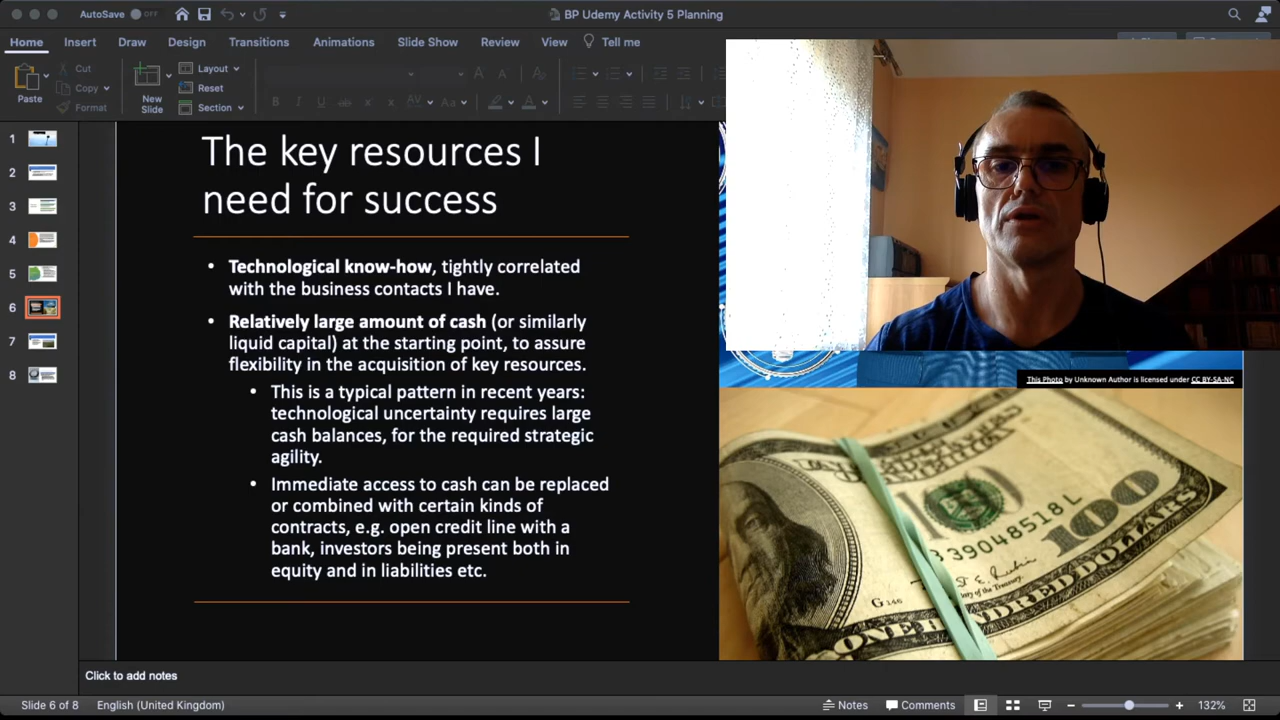 AutoSave OFF
BP Udemy Activity 5 Planning
Home Insert Draw Design Transitions Animations Slide Show Review View Tell me
Paste
Cut
Copy
Format
New
Slide
Layout
Reset
Section
1
2
3
4
5
6
7
8
The key resources I
need for success
• Technological know-how, tightly correlated
with the business contacts I have.
• Relatively large amount of cash (or similarly
liquid capital) at the starting point, to assure
flexibility in the acquisition of key resources.
• This is a typical pattern in recent years:
technological uncertainty requires large
cash balances, for the required strategic
agility.
• Immediate access to cash can be replaced
or combined with certain kinds of
contracts, e.g. open credit line with a
bank, investors being present both in
equity and in liabilities etc.
This Photo by Unknown Author is licensed under CC BY-SA-NC
100
39048518 L
G146
ONE HUNDRED DOLLARS
Click to add notes
Slide 6 of 8 English (United Kingdom) Notes Comments 132%